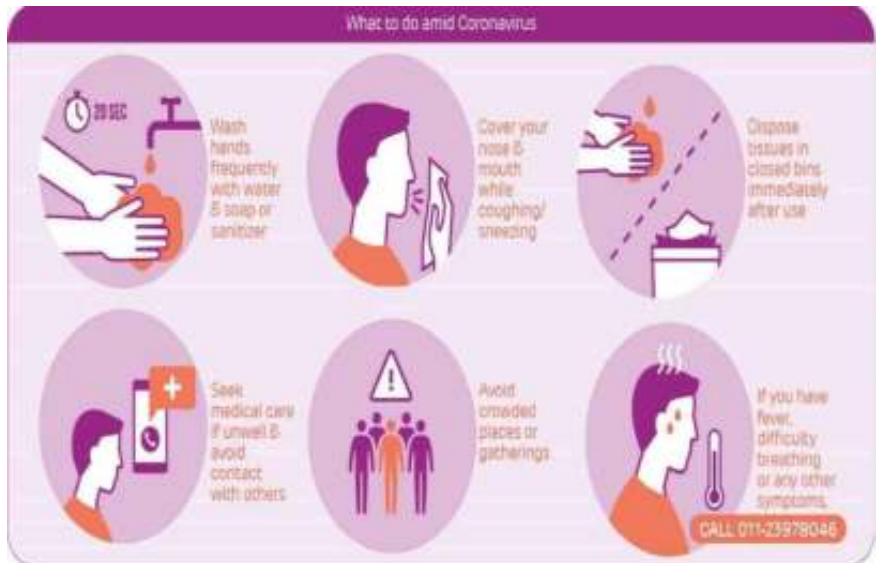 What to do amid Coronavirus
20 SEC
Wash
hands
frequently
with water
& soap or
sanitizer
Cover your
nose &
mouth
while
coughing/
sneezing
Dispose
tissues in
closed bins
immediately
after use
Seek
medical care
if unwell &
avoid
contact
with others
Avoid
crowded
places or
gatherings
If you have
fever,
difficulty
breathing
or any other
symptoms,
CALL 011-23978046